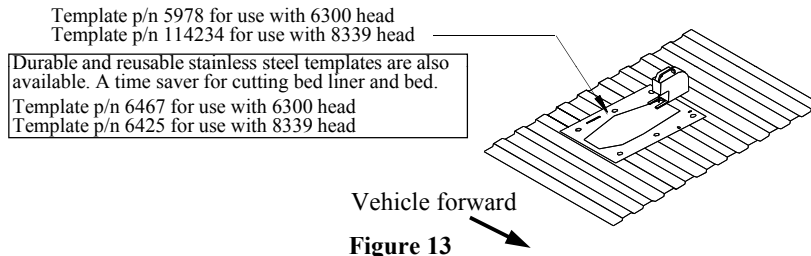 Template p/n 5978 for use with 6300 head
Template p/n 114234 for use with 8339 head
Durable and reusable stainless steel templates are also
available. A time saver for cutting bed liner and bed.
Template p/n 6467 for use with 6300 head
Template p/n 6425 for use with 8339 head
Vehicle forward
Figure 13